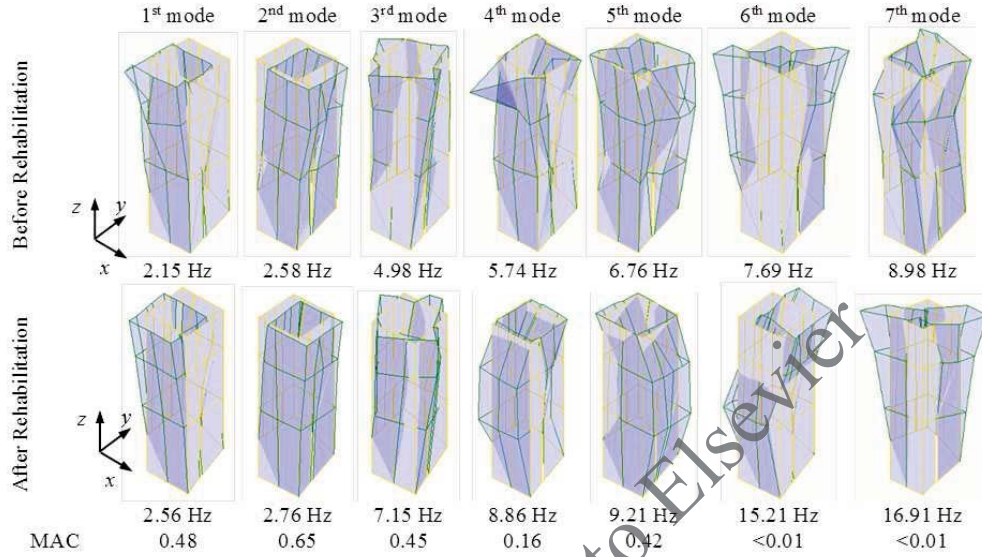 1st mode 2nd mode 3rd mode 4th mode 5th mode 6th mode 7th mode
Before Rehabilitation
z y x
2.15 Hz 2.58 Hz 4.98 Hz 5.74 Hz 6.76 Hz 7.69 Hz 8.98 Hz
After Rehabilitation
z y x
2.56 Hz 2.76 Hz 7.15 Hz 8.86 Hz 9.21 Hz 15.21 Hz 16.91 Hz
MAC 0.48 0.65 0.45 0.16 0.42 <0.01 <0.01
to Elsevier